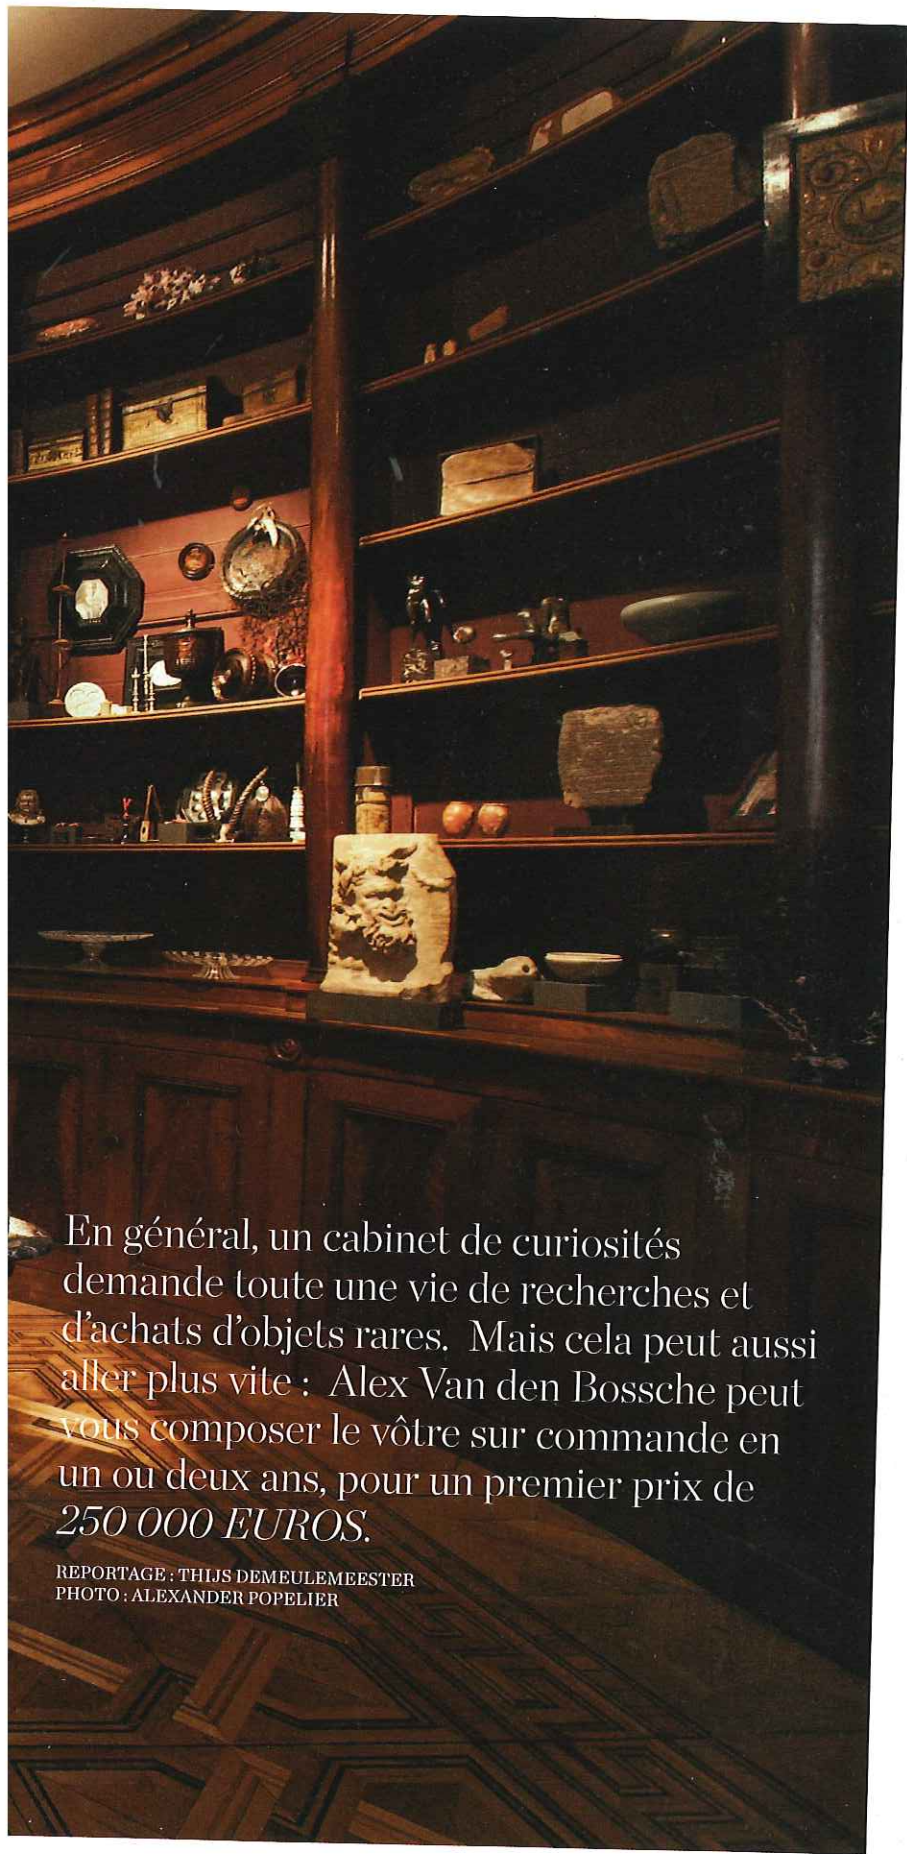 En général, un cabinet de curiosités
demande toute une vie de recherches et
d'achats d'objets rares. Mais cela peut aussi
aller plus vite : Alex Van den Bossche peut
vous composer le vôtre sur commande en
un ou deux ans, pour un premier prix de
250 000 EUROS.
REPORTAGE : THIJS DEMEULEMEESTER
PHOTO : ALEXANDER POPELIER